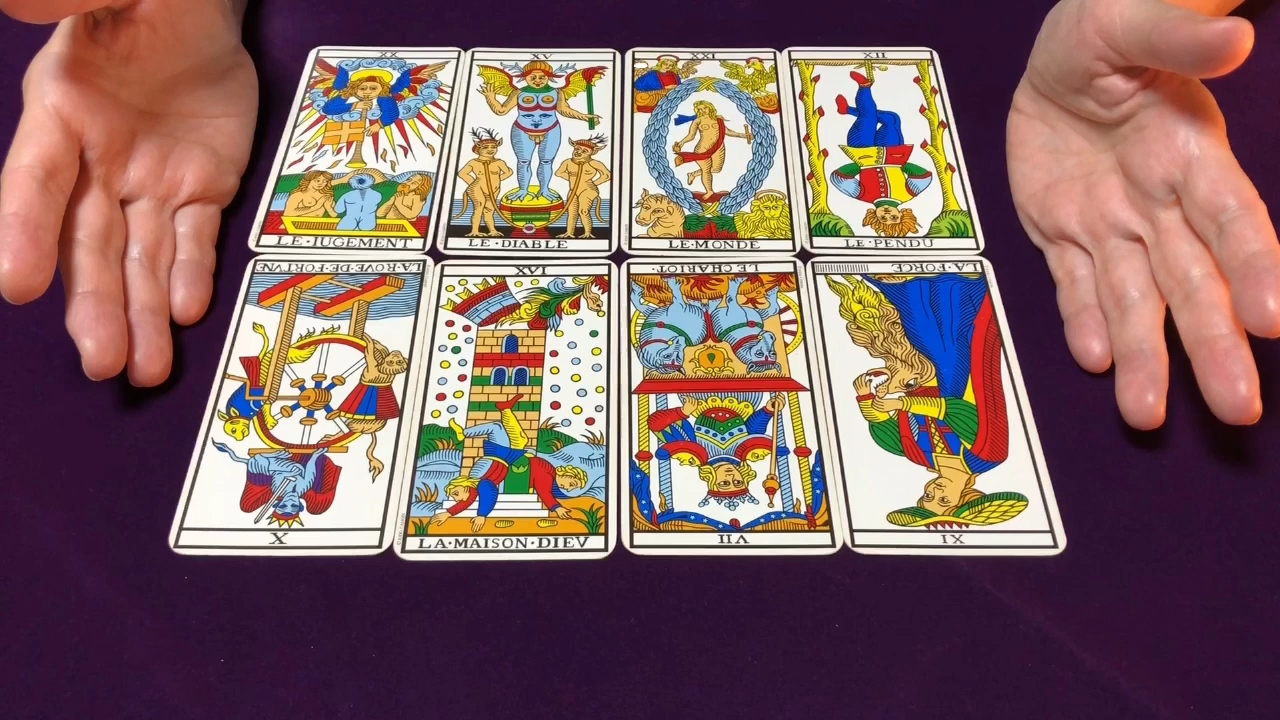 XX
XV
XXI
XII
LE·JUGEMENT
LE·DIABLE
LE·MONDE
LE·PENDU
LA·ROVE·DE·FORTVNE
XVI
LE·CHARIOT·
LA·FORCE
X
LA·MAISON·DIEV
VII
XI